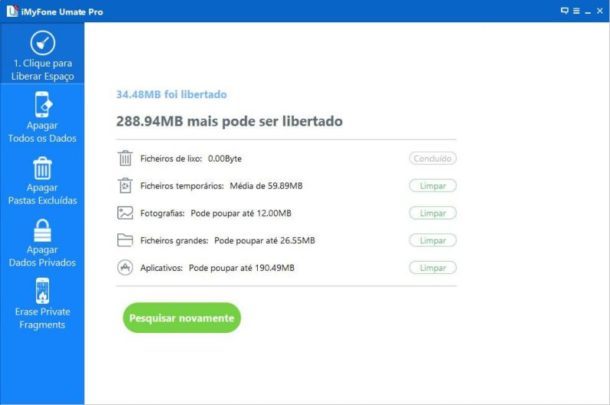 iMyFone Umate Pro
1. Clique para
Liberar Espaço
Apagar
Todos os Dados
Apagar
Pastas Excluídas
Apagar
Dados Privados
Erase Private
Fragments
34.48MB foi libertado
288.94MB mais pode ser libertado
Ficheiros de lixo: 0.00Byte Concluído
Ficheiros temporários: Média de 59.89MB Limpar
Fotografias: Pode poupar até 12.00MB Limpar
Ficheiros grandes: Pode poupar até 26.55MB Limpar
Aplicativos: Pode poupar até 190.49MB Limpar
Pesquisar novamente